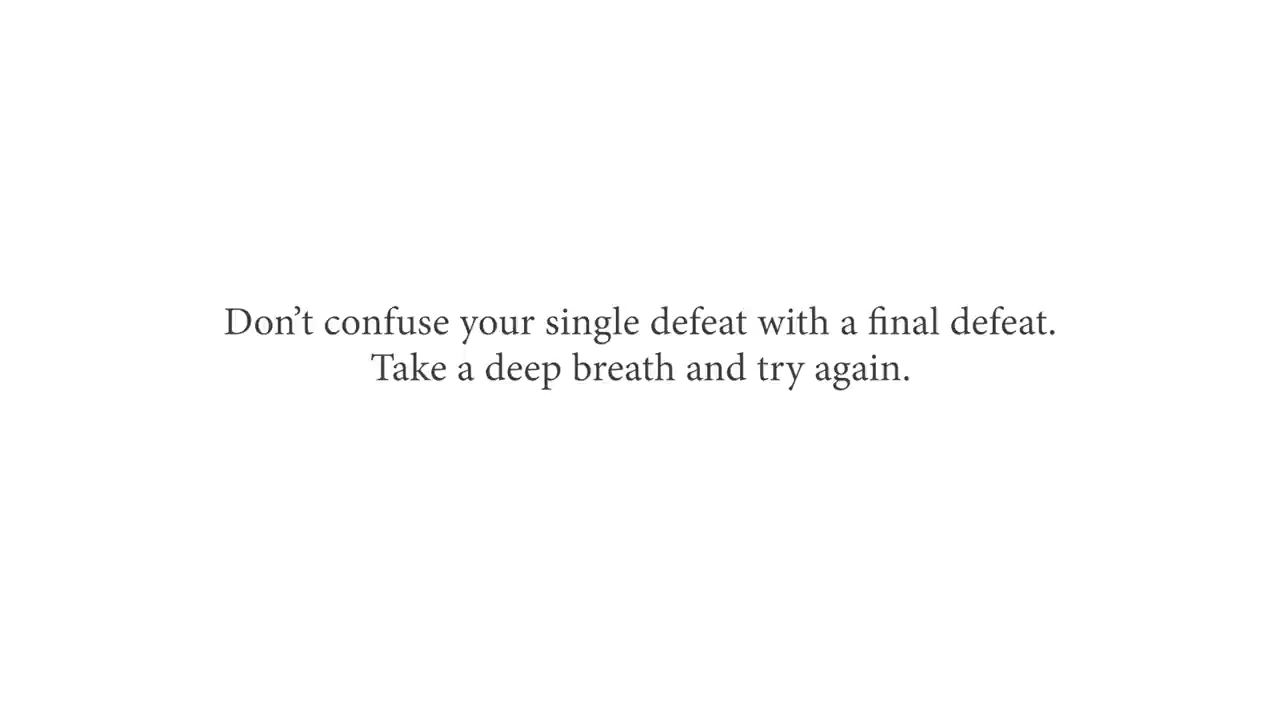 Don’t confuse your single defeat with a final defeat.
Take a deep breath and try again.